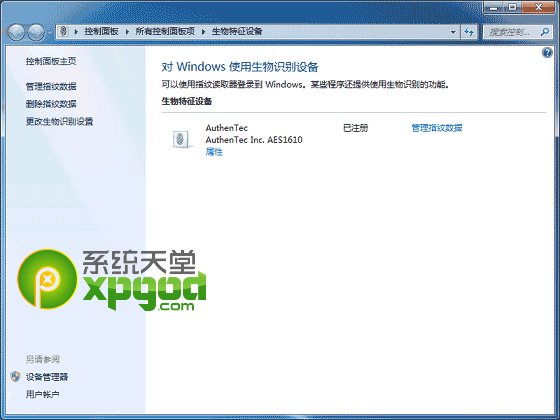 控制面板 ▸ 所有控制面板项 ▸ 生物特征设备
搜索控制...
控制面板主页
管理指纹数据
删除指纹数据
更改生物识别设置
对 Windows 使用生物识别设备
可以使用指纹读取器登录到 Windows。某些程序还提供使用生物识别的功能。
生物特征设备
AuthenTec 已注册 管理指纹数据
AuthenTec Inc. AES1610
属性
系统天堂
xpgod
.com
另请参阅
设备管理器
用户帐户